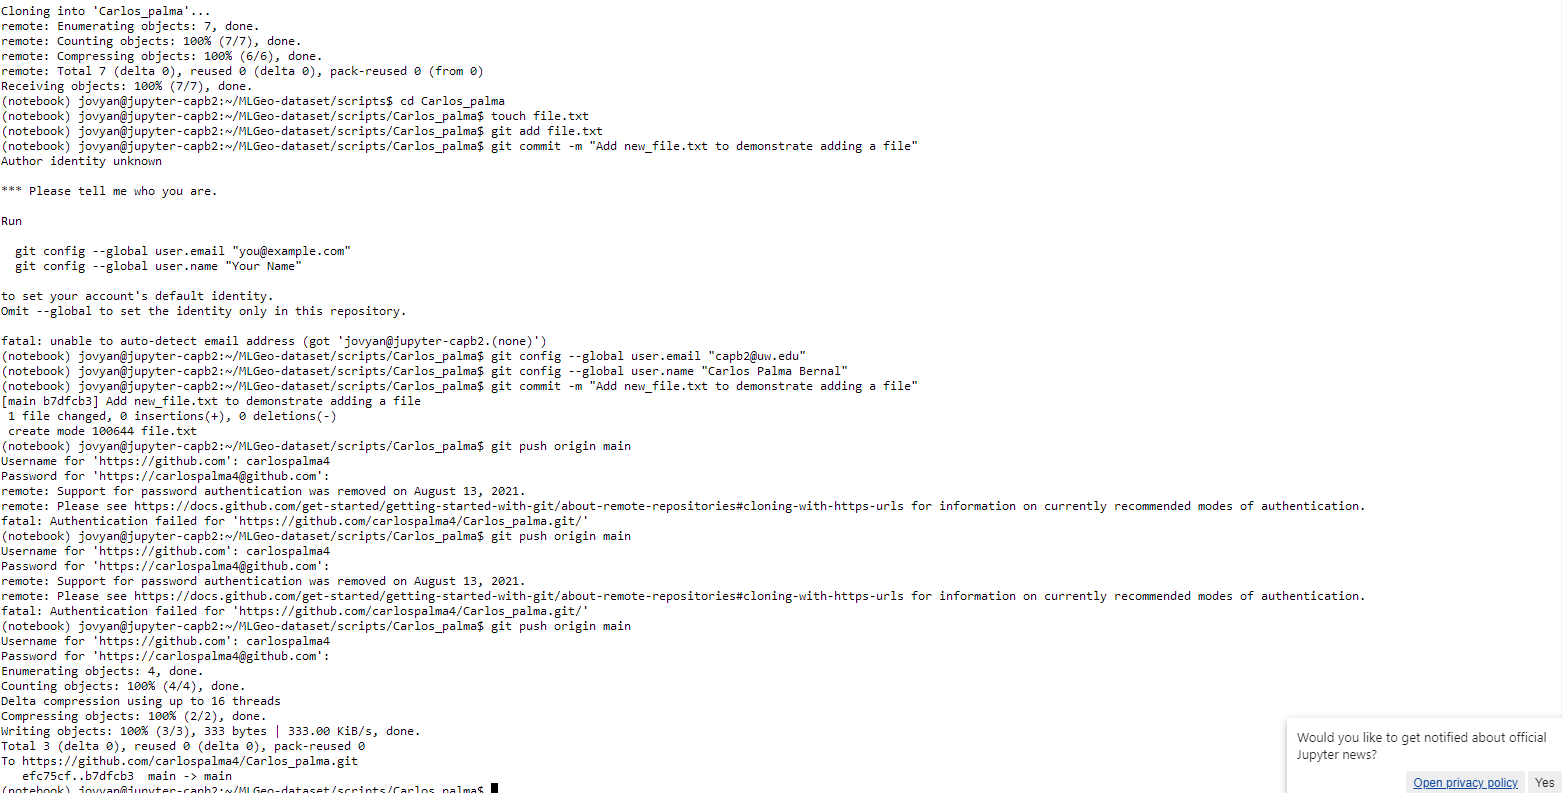 Cloning into 'Carlos_palma'...
remote: Enumerating objects: 7, done.
remote: Counting objects: 100% (7/7), done.
remote: Compressing objects: 100% (6/6), done.
remote: Total 7 (delta 0), reused 0 (delta 0), pack-reused 0 (from 0)
Receiving objects: 100% (7/7), done.
(notebook) jovyan@jupyter-capb2:~/MLGeo-dataset/scripts$ cd Carlos_palma
(notebook) jovyan@jupyter-capb2:~/MLGeo-dataset/scripts/Carlos_palma$ touch file.txt
(notebook) jovyan@jupyter-capb2:~/MLGeo-dataset/scripts/Carlos_palma$ git add file.txt
(notebook) jovyan@jupyter-capb2:~/MLGeo-dataset/scripts/Carlos_palma$ git commit -m "Add new_file.txt to demonstrate adding a file"
Author identity unknown

*** Please tell me who you are.

Run

  git config --global user.email "you@example.com"
  git config --global user.name "Your Name"

to set your account's default identity.
Omit --global to set the identity only in this repository.

fatal: unable to auto-detect email address (got 'jovyan@jupyter-capb2.(none)')
(notebook) jovyan@jupyter-capb2:~/MLGeo-dataset/scripts/Carlos_palma$ git config --global user.email "capb2@uw.edu"
(notebook) jovyan@jupyter-capb2:~/MLGeo-dataset/scripts/Carlos_palma$ git config --global user.name "Carlos Palma Bernal"
(notebook) jovyan@jupyter-capb2:~/MLGeo-dataset/scripts/Carlos_palma$ git commit -m "Add new_file.txt to demonstrate adding a file"
[main b7dfcb3] Add new_file.txt to demonstrate adding a file
 1 file changed, 0 insertions(+), 0 deletions(-)
 create mode 100644 file.txt
(notebook) jovyan@jupyter-capb2:~/MLGeo-dataset/scripts/Carlos_palma$ git push origin main
Username for 'https://github.com': carlospalma4
Password for 'https://carlospalma4@github.com':
remote: Support for password authentication was removed on August 13, 2021.
remote: Please see https://docs.github.com/get-started/getting-started-with-git/about-remote-repositories#cloning-with-https-urls for information on currently recommended modes of authentication.
fatal: Authentication failed for 'https://github.com/carlospalma4/Carlos_palma.git/'
(notebook) jovyan@jupyter-capb2:~/MLGeo-dataset/scripts/Carlos_palma$ git push origin main
Username for 'https://github.com': carlospalma4
Password for 'https://carlospalma4@github.com':
remote: Support for password authentication was removed on August 13, 2021.
remote: Please see https://docs.github.com/get-started/getting-started-with-git/about-remote-repositories#cloning-with-https-urls for information on currently recommended modes of authentication.
fatal: Authentication failed for 'https://github.com/carlospalma4/Carlos_palma.git/'
(notebook) jovyan@jupyter-capb2:~/MLGeo-dataset/scripts/Carlos_palma$ git push origin main
Username for 'https://github.com': carlospalma4
Password for 'https://carlospalma4@github.com':
Enumerating objects: 4, done.
Counting objects: 100% (4/4), done.
Delta compression using up to 16 threads
Compressing objects: 100% (2/2), done.
Writing objects: 100% (3/3), 333 bytes | 333.00 KiB/s, done.
Total 3 (delta 0), reused 0 (delta 0), pack-reused 0
To https://github.com/carlospalma4/Carlos_palma.git
   efc75cf..b7dfcb3  main -> main
(notebook) jovyan@jupyter-capb2:~/MLGeo-dataset/scripts/Carlos_palma$
Would you like to get notified about official
Jupyter news?
Open privacy policy
Yes